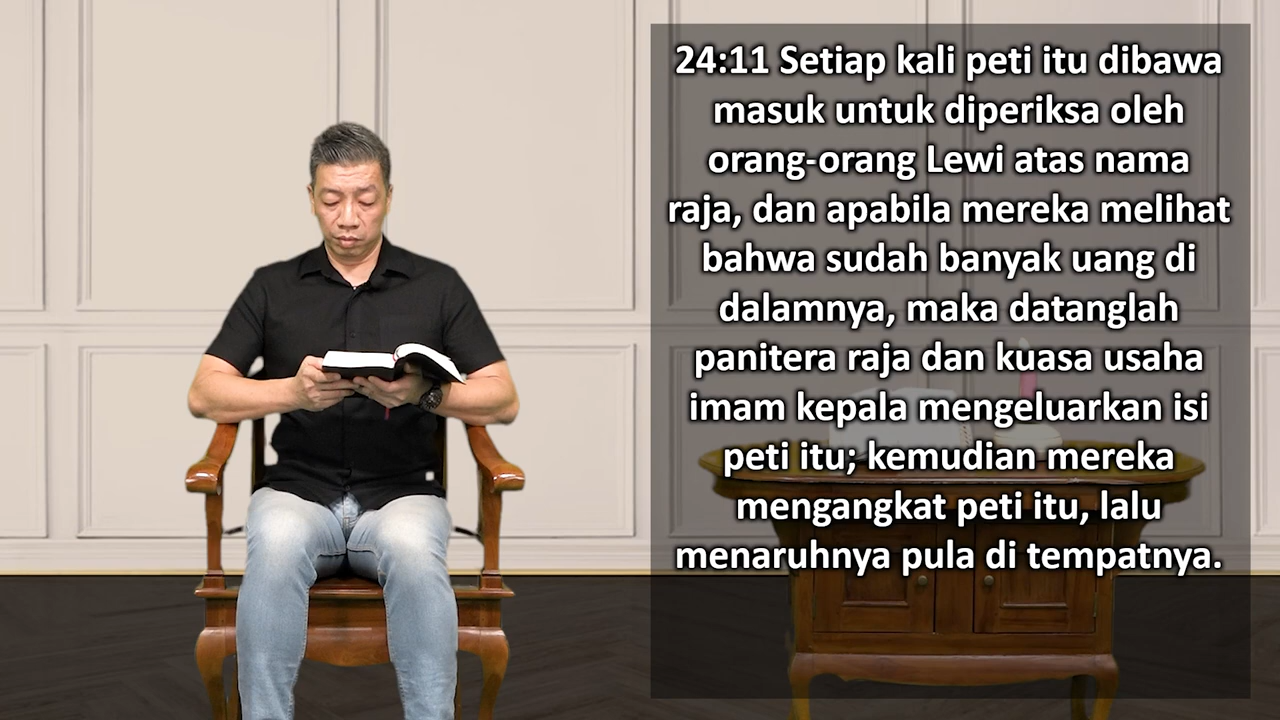 24:11 Setiap kali peti itu dibawa
masuk untuk diperiksa oleh
orang-orang Lewi atas nama
raja, dan apabila mereka melihat
bahwa sudah banyak uang di
dalamnya, maka datanglah
panitera raja dan kuasa usaha
imam kepala mengeluarkan isi
peti itu; kemudian mereka
mengangkat peti itu, lalu
menaruhnya pula di tempatnya.